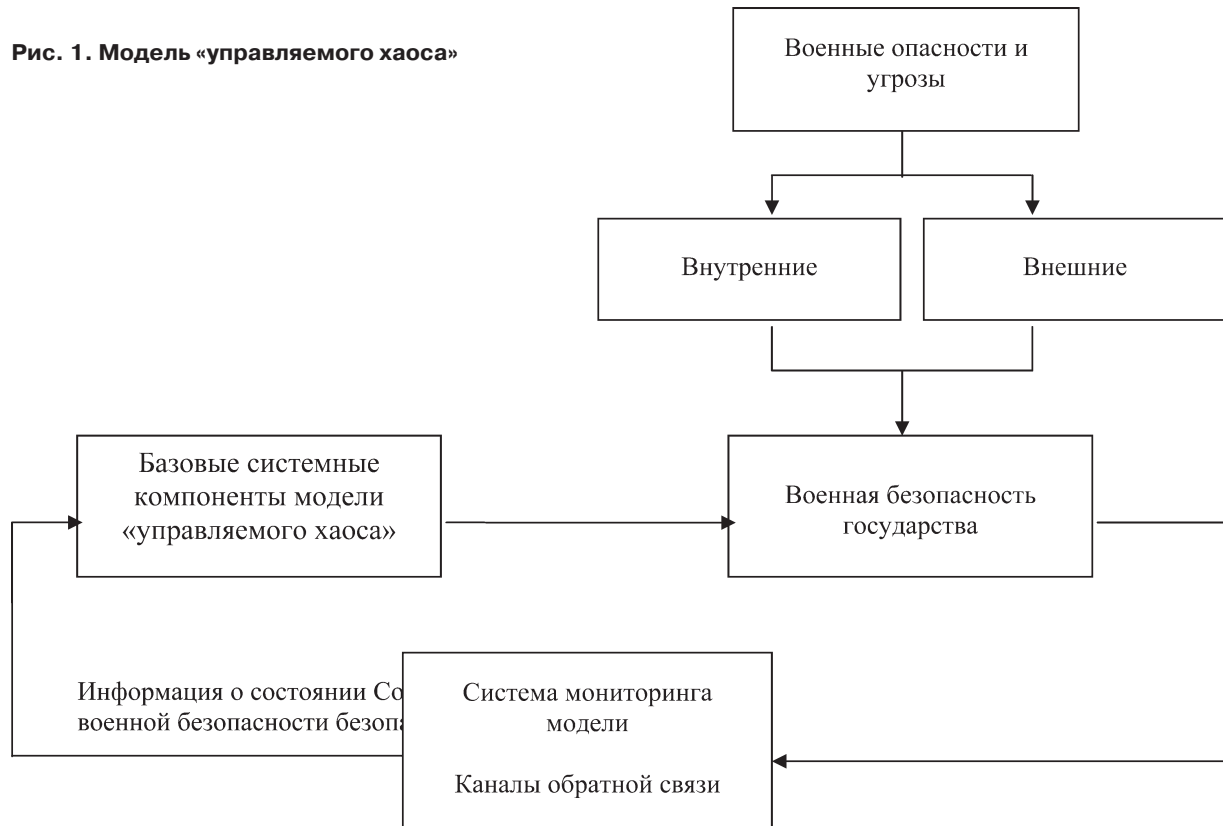 Рис. 1. Модель «управляемого хаоса»
Военные опасности и
угрозы
Внутренние
Внешние
Базовые системные
компоненты модели
«управляемого хаоса»
Военная безопасность
государства
Информация о состоянии
военной безопасности
Система мониторинга
модели
Каналы обратной связи